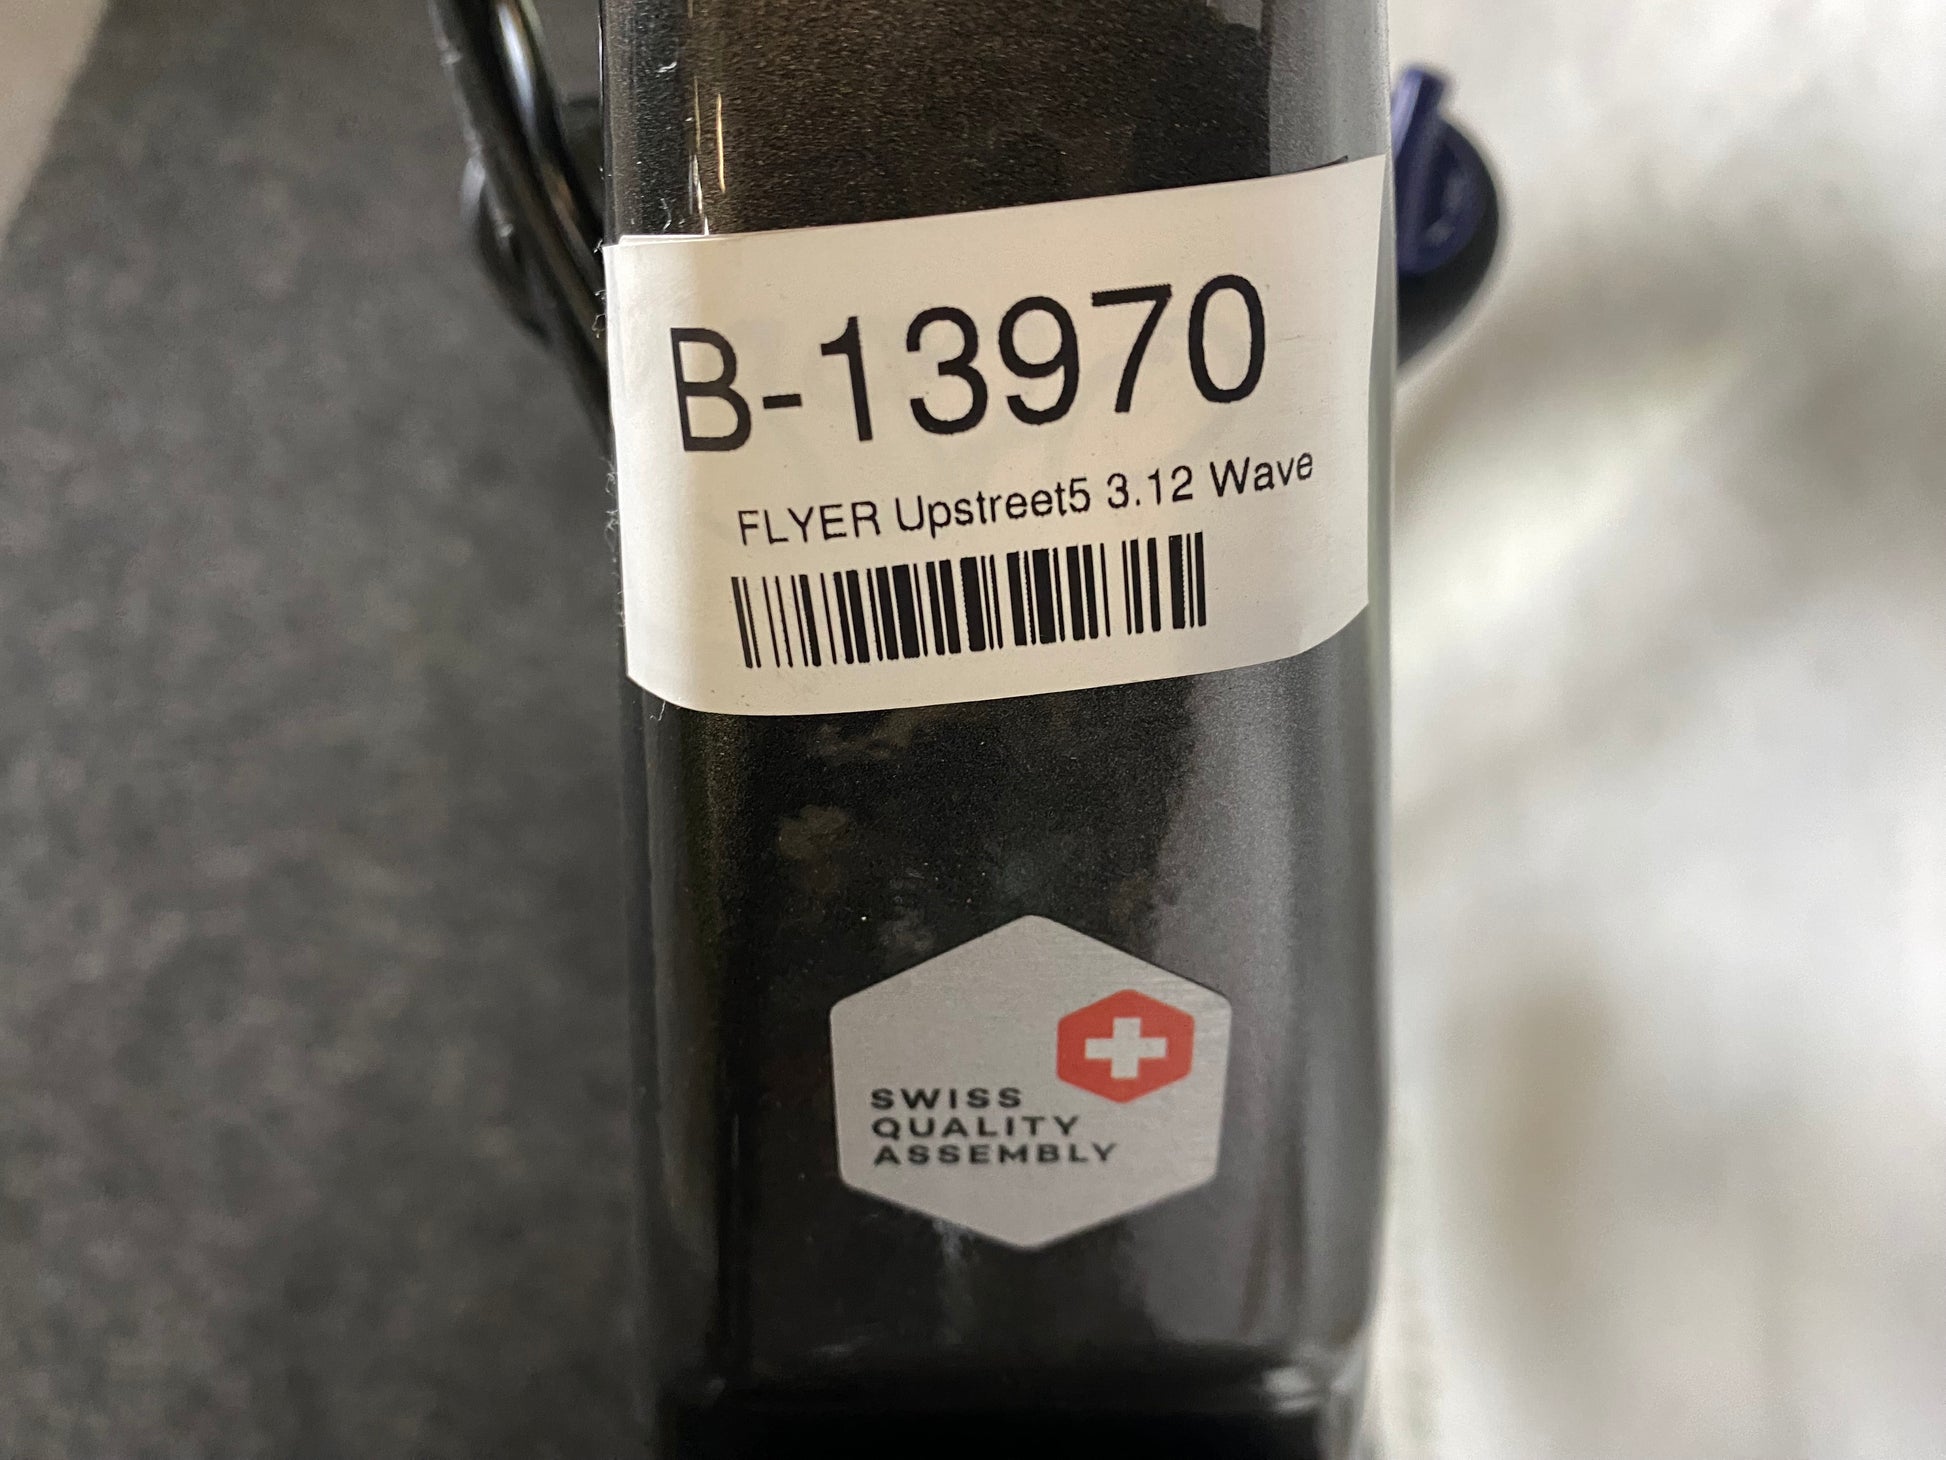 B-13970
FLYER Upstreet5 3.12 Wave
SWISS
QUALITY
ASSEMBLY